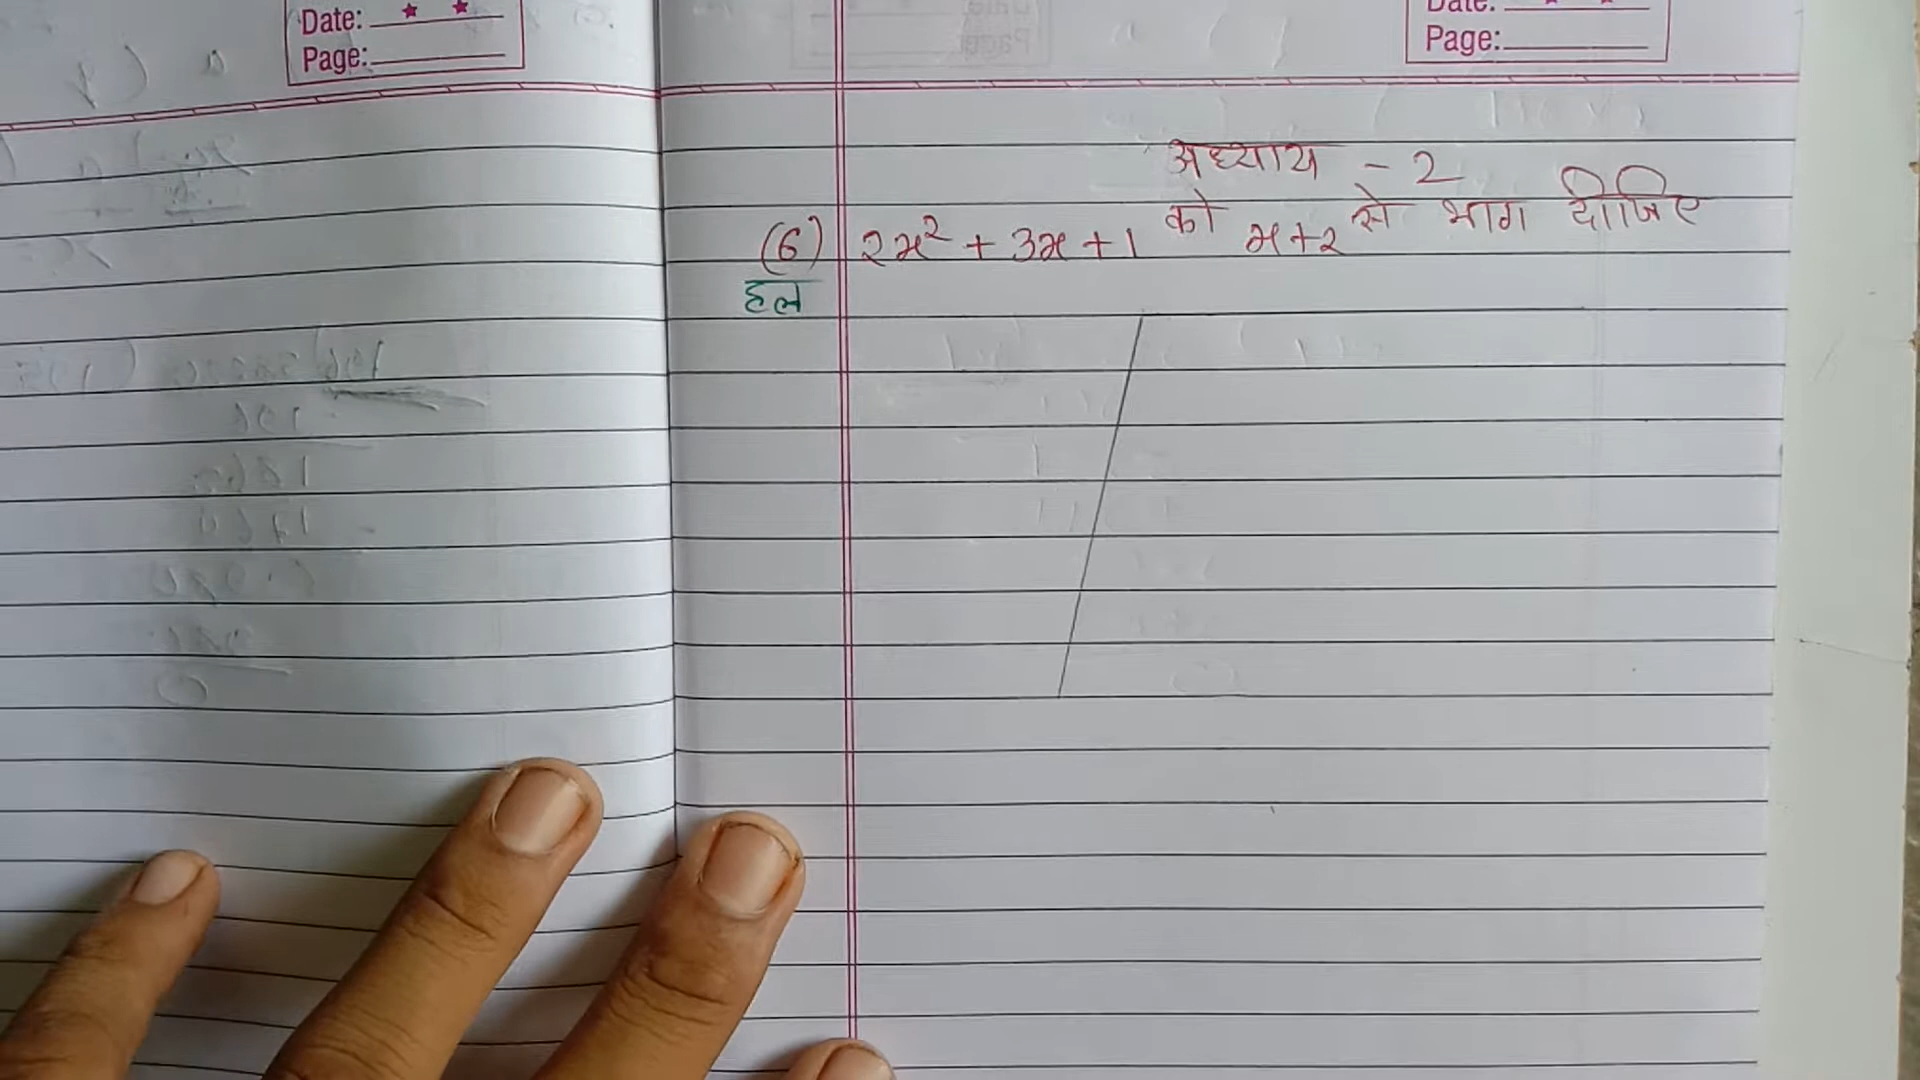 Date:
Page:
Date:
Page:
अध्याय - 2
(6) 2x² + 3x + 1 को x+2 से भाग दीजिए
हल